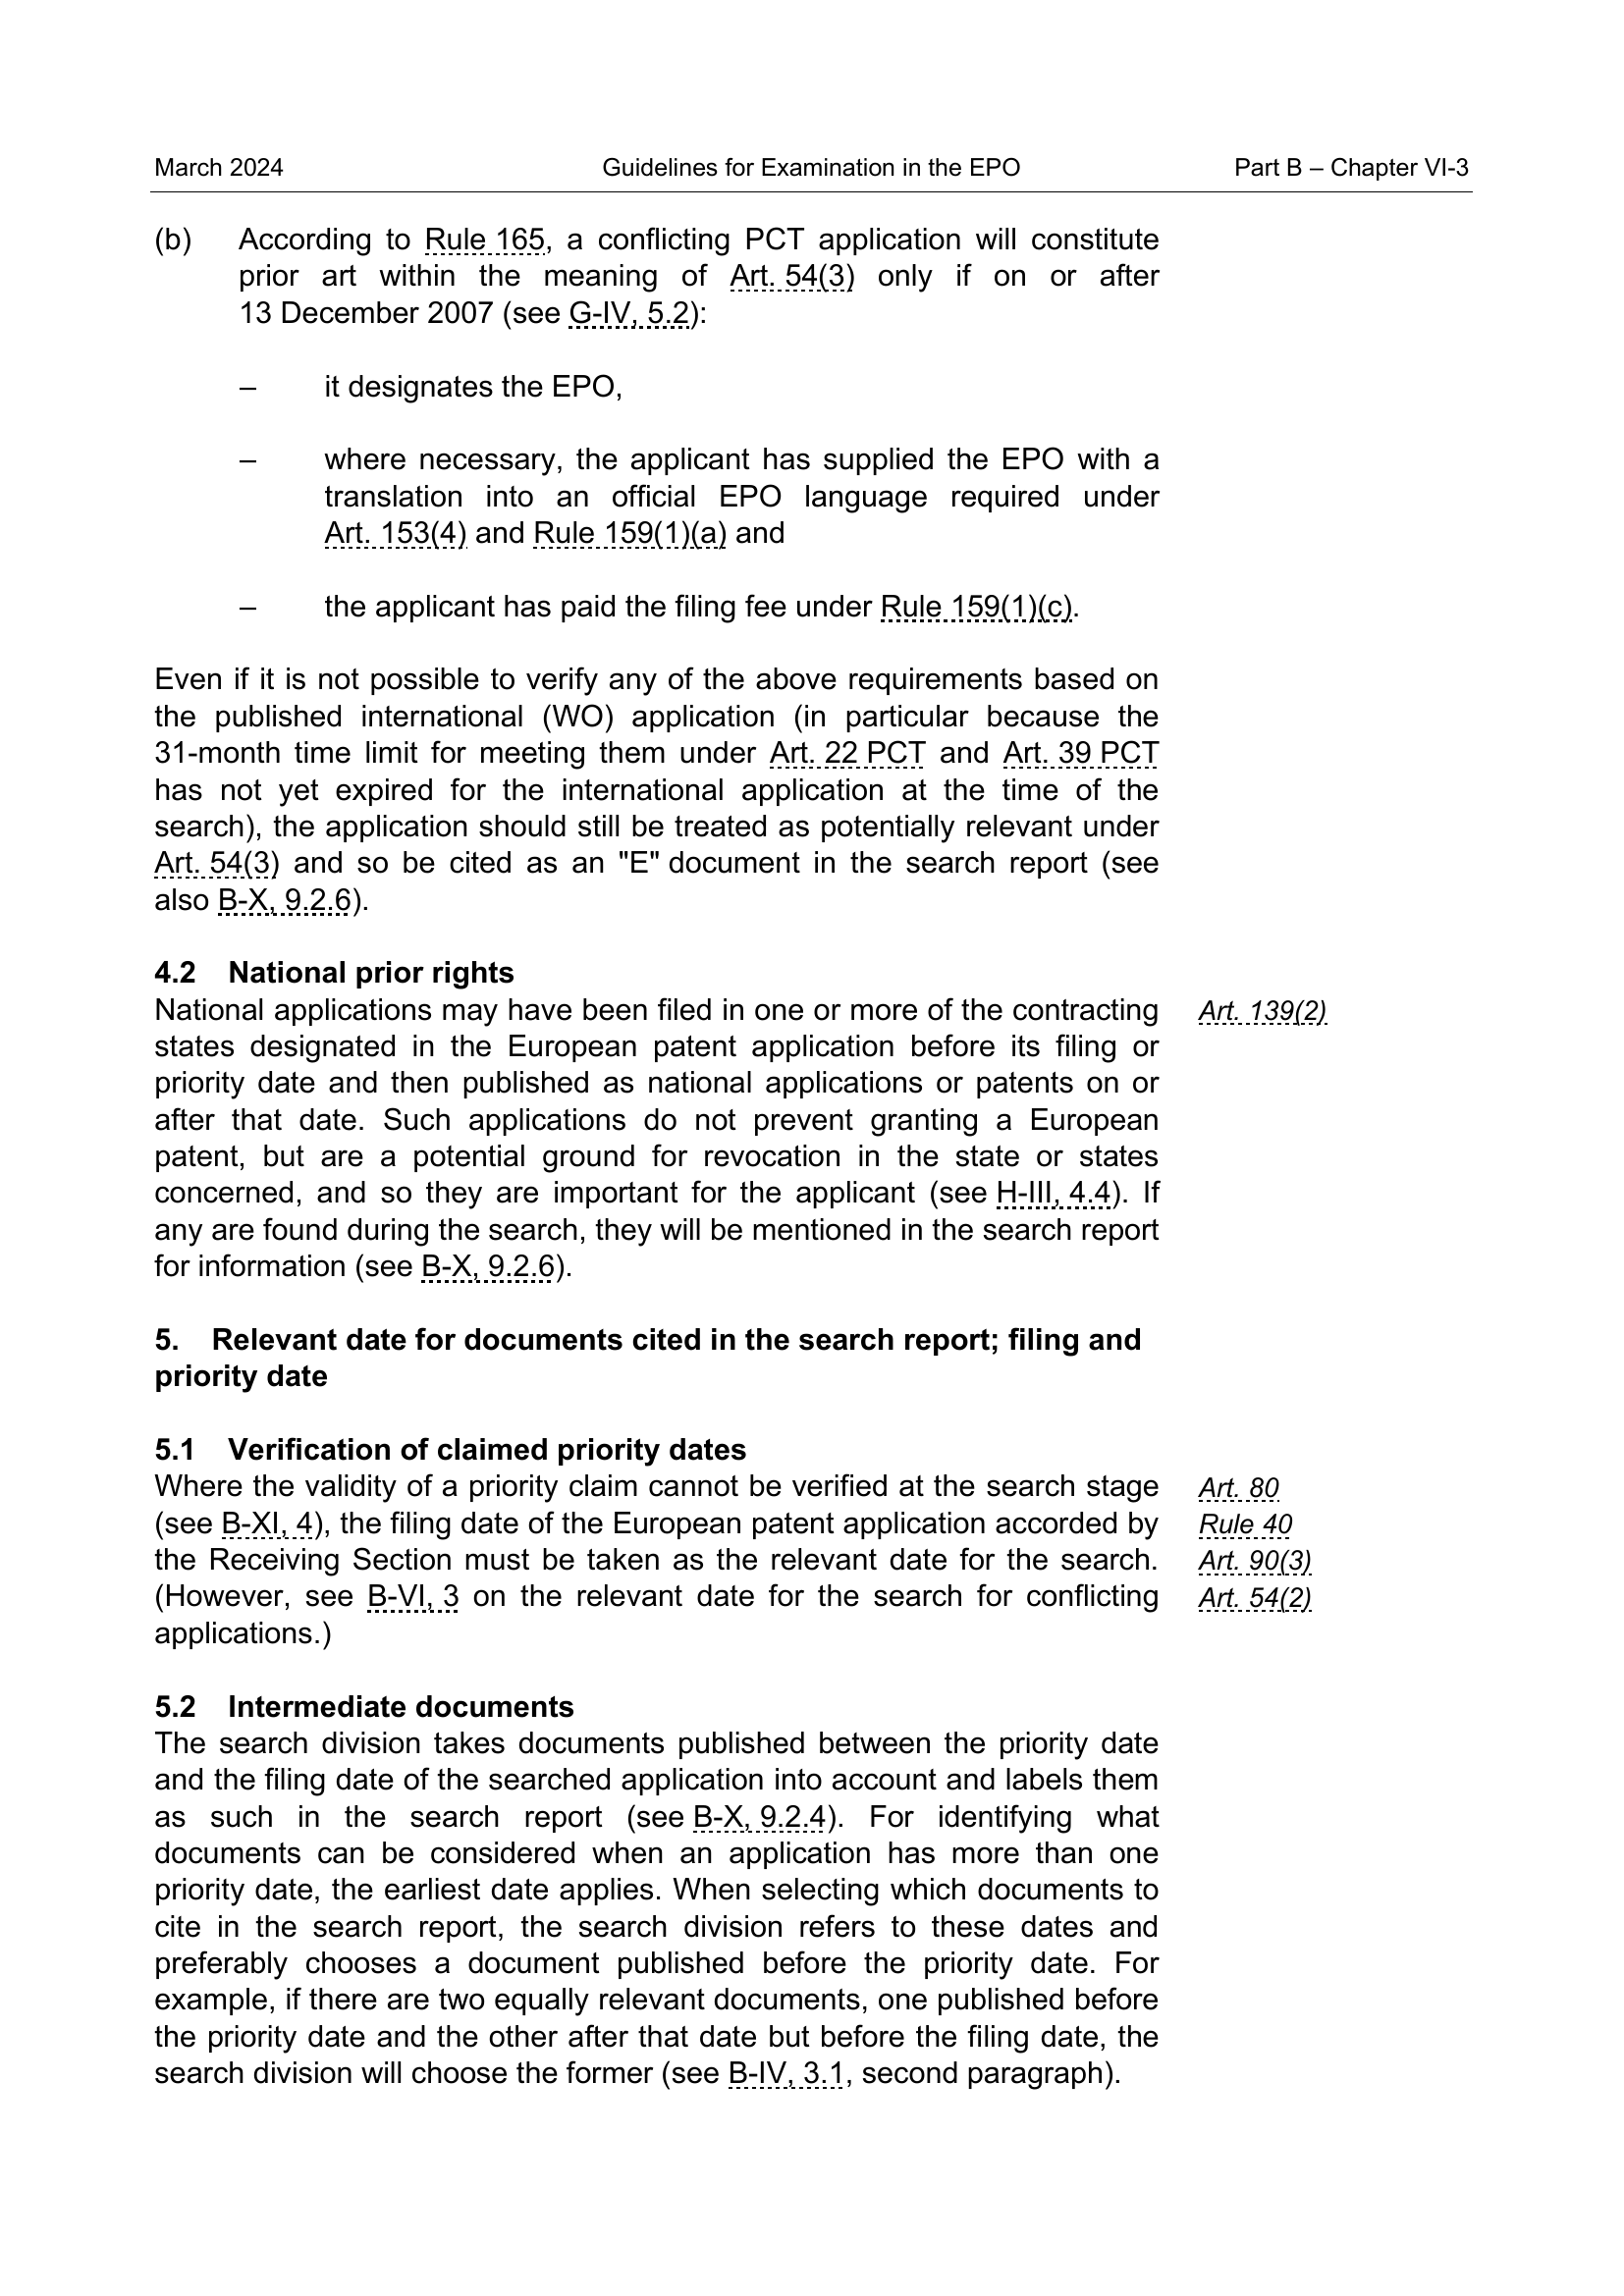 March 2024 Guidelines for Examination in the EPO Part B – Chapter VI-3
(b) According to Rule 165, a conflicting PCT application will constitute
prior art within the meaning of Art. 54(3) only if on or after
13 December 2007 (see G-IV, 5.2):
– it designates the EPO,
– where necessary, the applicant has supplied the EPO with a
translation into an official EPO language required under
Art. 153(4) and Rule 159(1)(a) and
– the applicant has paid the filing fee under Rule 159(1)(c).
Even if it is not possible to verify any of the above requirements based on
the published international (WO) application (in particular because the
31-month time limit for meeting them under Art. 22 PCT and Art. 39 PCT
has not yet expired for the international application at the time of the
search), the application should still be treated as potentially relevant under
Art. 54(3) and so be cited as an "E" document in the search report (see
also B-X, 9.2.6).
4.2 National prior rights
National applications may have been filed in one or more of the contracting Art. 139(2)
states designated in the European patent application before its filing or
priority date and then published as national applications or patents on or
after that date. Such applications do not prevent granting a European
patent, but are a potential ground for revocation in the state or states
concerned, and so they are important for the applicant (see H-III, 4.4). If
any are found during the search, they will be mentioned in the search report
for information (see B-X, 9.2.6).
5. Relevant date for documents cited in the search report; filing and
priority date
5.1 Verification of claimed priority dates
Where the validity of a priority claim cannot be verified at the search stage Art. 80
(see B-XI, 4), the filing date of the European patent application accorded by Rule 40
the Receiving Section must be taken as the relevant date for the search. Art. 90(3)
(However, see B-VI, 3 on the relevant date for the search for conflicting Art. 54(2)
applications.)
5.2 Intermediate documents
The search division takes documents published between the priority date
and the filing date of the searched application into account and labels them
as such in the search report (see B-X, 9.2.4). For identifying what
documents can be considered when an application has more than one
priority date, the earliest date applies. When selecting which documents to
cite in the search report, the search division refers to these dates and
preferably chooses a document published before the priority date. For
example, if there are two equally relevant documents, one published before
the priority date and the other after that date but before the filing date, the
search division will choose the former (see B-IV, 3.1, second paragraph).